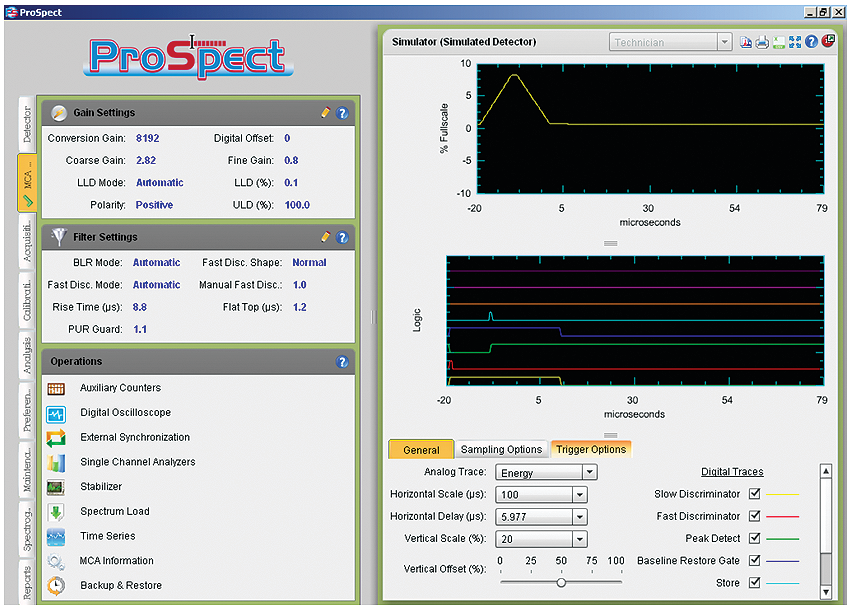 ProSpect
ProSpect
Simulator (Simulated Detector)
Technician
Detector
MCA ...
Acquisiti..
Calibrati..
Analysis
Preferen..
Maintena..
Spectrog..
Reports
Gain Settings
Conversion Gain: 8192 Digital Offset: 0
Coarse Gain: 2.82 Fine Gain: 0.8
LLD Mode: Automatic LLD (%): 0.1
Polarity: Positive ULD (%): 100.0
Filter Settings
BLR Mode: Automatic Fast Disc. Shape: Normal
Fast Disc. Mode: Automatic Manual Fast Disc.: 1.0
Rise Time (µs): 8.8 Flat Top (µs): 1.2
PUR Guard: 1.1
Operations
Auxiliary Counters
Digital Oscilloscope
External Synchronization
Single Channel Analyzers
Stabilizer
Spectrum Load
Time Series
MCA Information
Backup & Restore
% Fullscale
10
5
0
-5
-10
-20 5 30 54 79
microseconds
Logic
-20 5 30 54 79
microseconds
General Sampling Options Trigger Options
Analog Trace: Energy
Horizontal Scale (µs): 100
Horizontal Delay (µs): 5.977
Vertical Scale (%): 20
Vertical Offset (%):
0 25 50 75 100
Digital Traces
Slow Discriminator
Fast Discriminator
Peak Detect
Baseline Restore Gate
Store